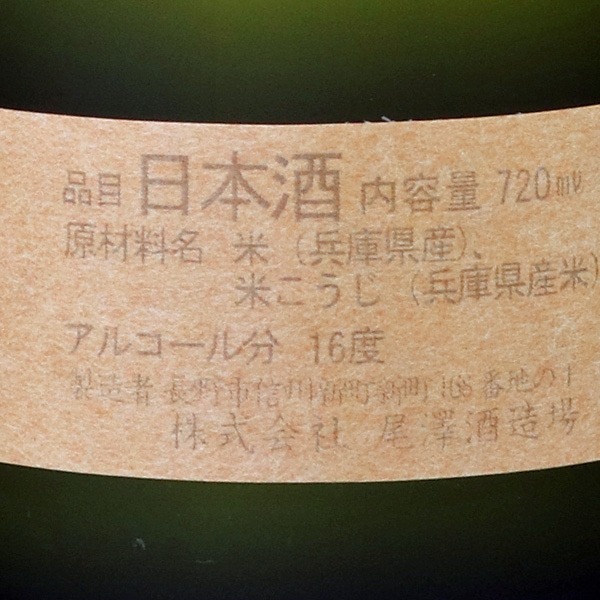 品目 日本酒 内容量 720ml
原材料名 米（兵庫県産）、
米こうじ（兵庫県産米）
アルコール分 16度
製造者 長野市信州新町新町168番地の1
株式会社 尾澤酒造場